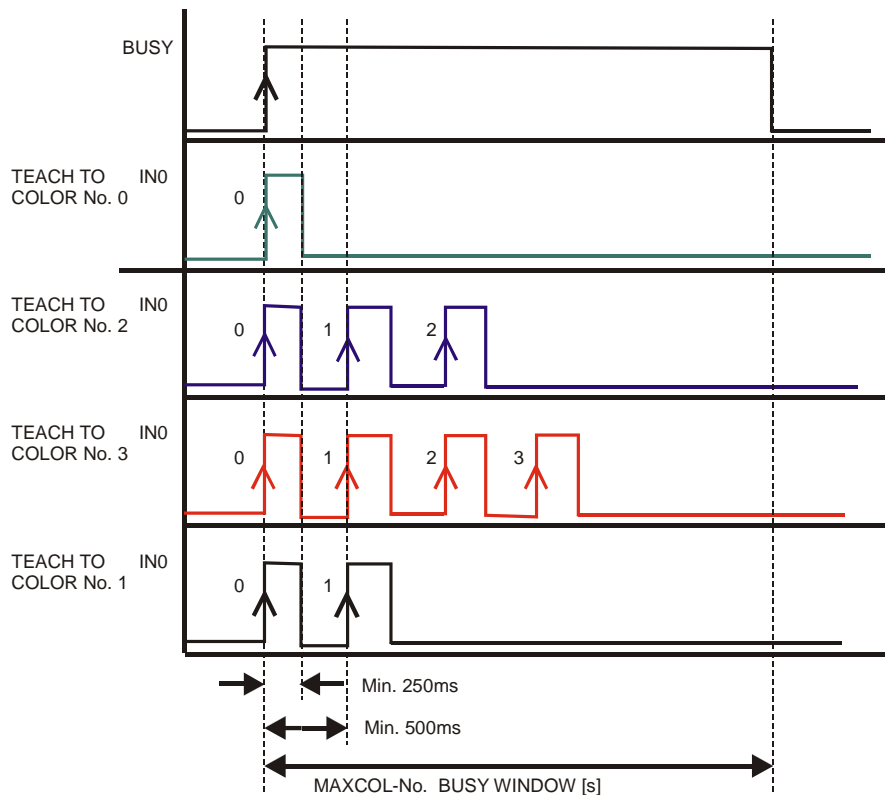 BUSY
TEACH TO IN0
COLOR No. 0
0
TEACH TO IN0
COLOR No. 2
0 1 2
TEACH TO IN0
COLOR No. 3
0 1 2 3
TEACH TO IN0
COLOR No. 1
0 1
Min. 250ms
Min. 500ms
MAXCOL-No. BUSY WINDOW [s]